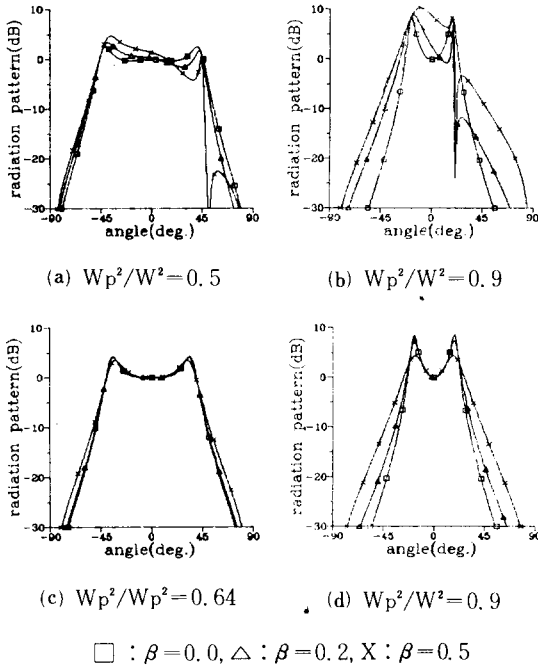 radiation pattern(dB)
10
0
-10
-20
-30
-90 -45 0 45 90
angle(deg.)
(a) Wp²/W²=0.5
radiation pattern(dB)
10
0
-10
-20
-30
-90 -45 0 45 90
angle(deg.)
(b) Wp²/W²=0.9
radiation pattern(dB)
10
0
-10
-20
-30
-90 -45 0 45 90
angle(deg.)
(c) Wp²/Wp²=0.64
radiation pattern(dB)
10
0
-10
-20
-30
-90 -45 0 45 90
angle(deg.)
(d) Wp²/W²=0.9
□ : β=0.0, △ : β=0.2, X : β=0.5